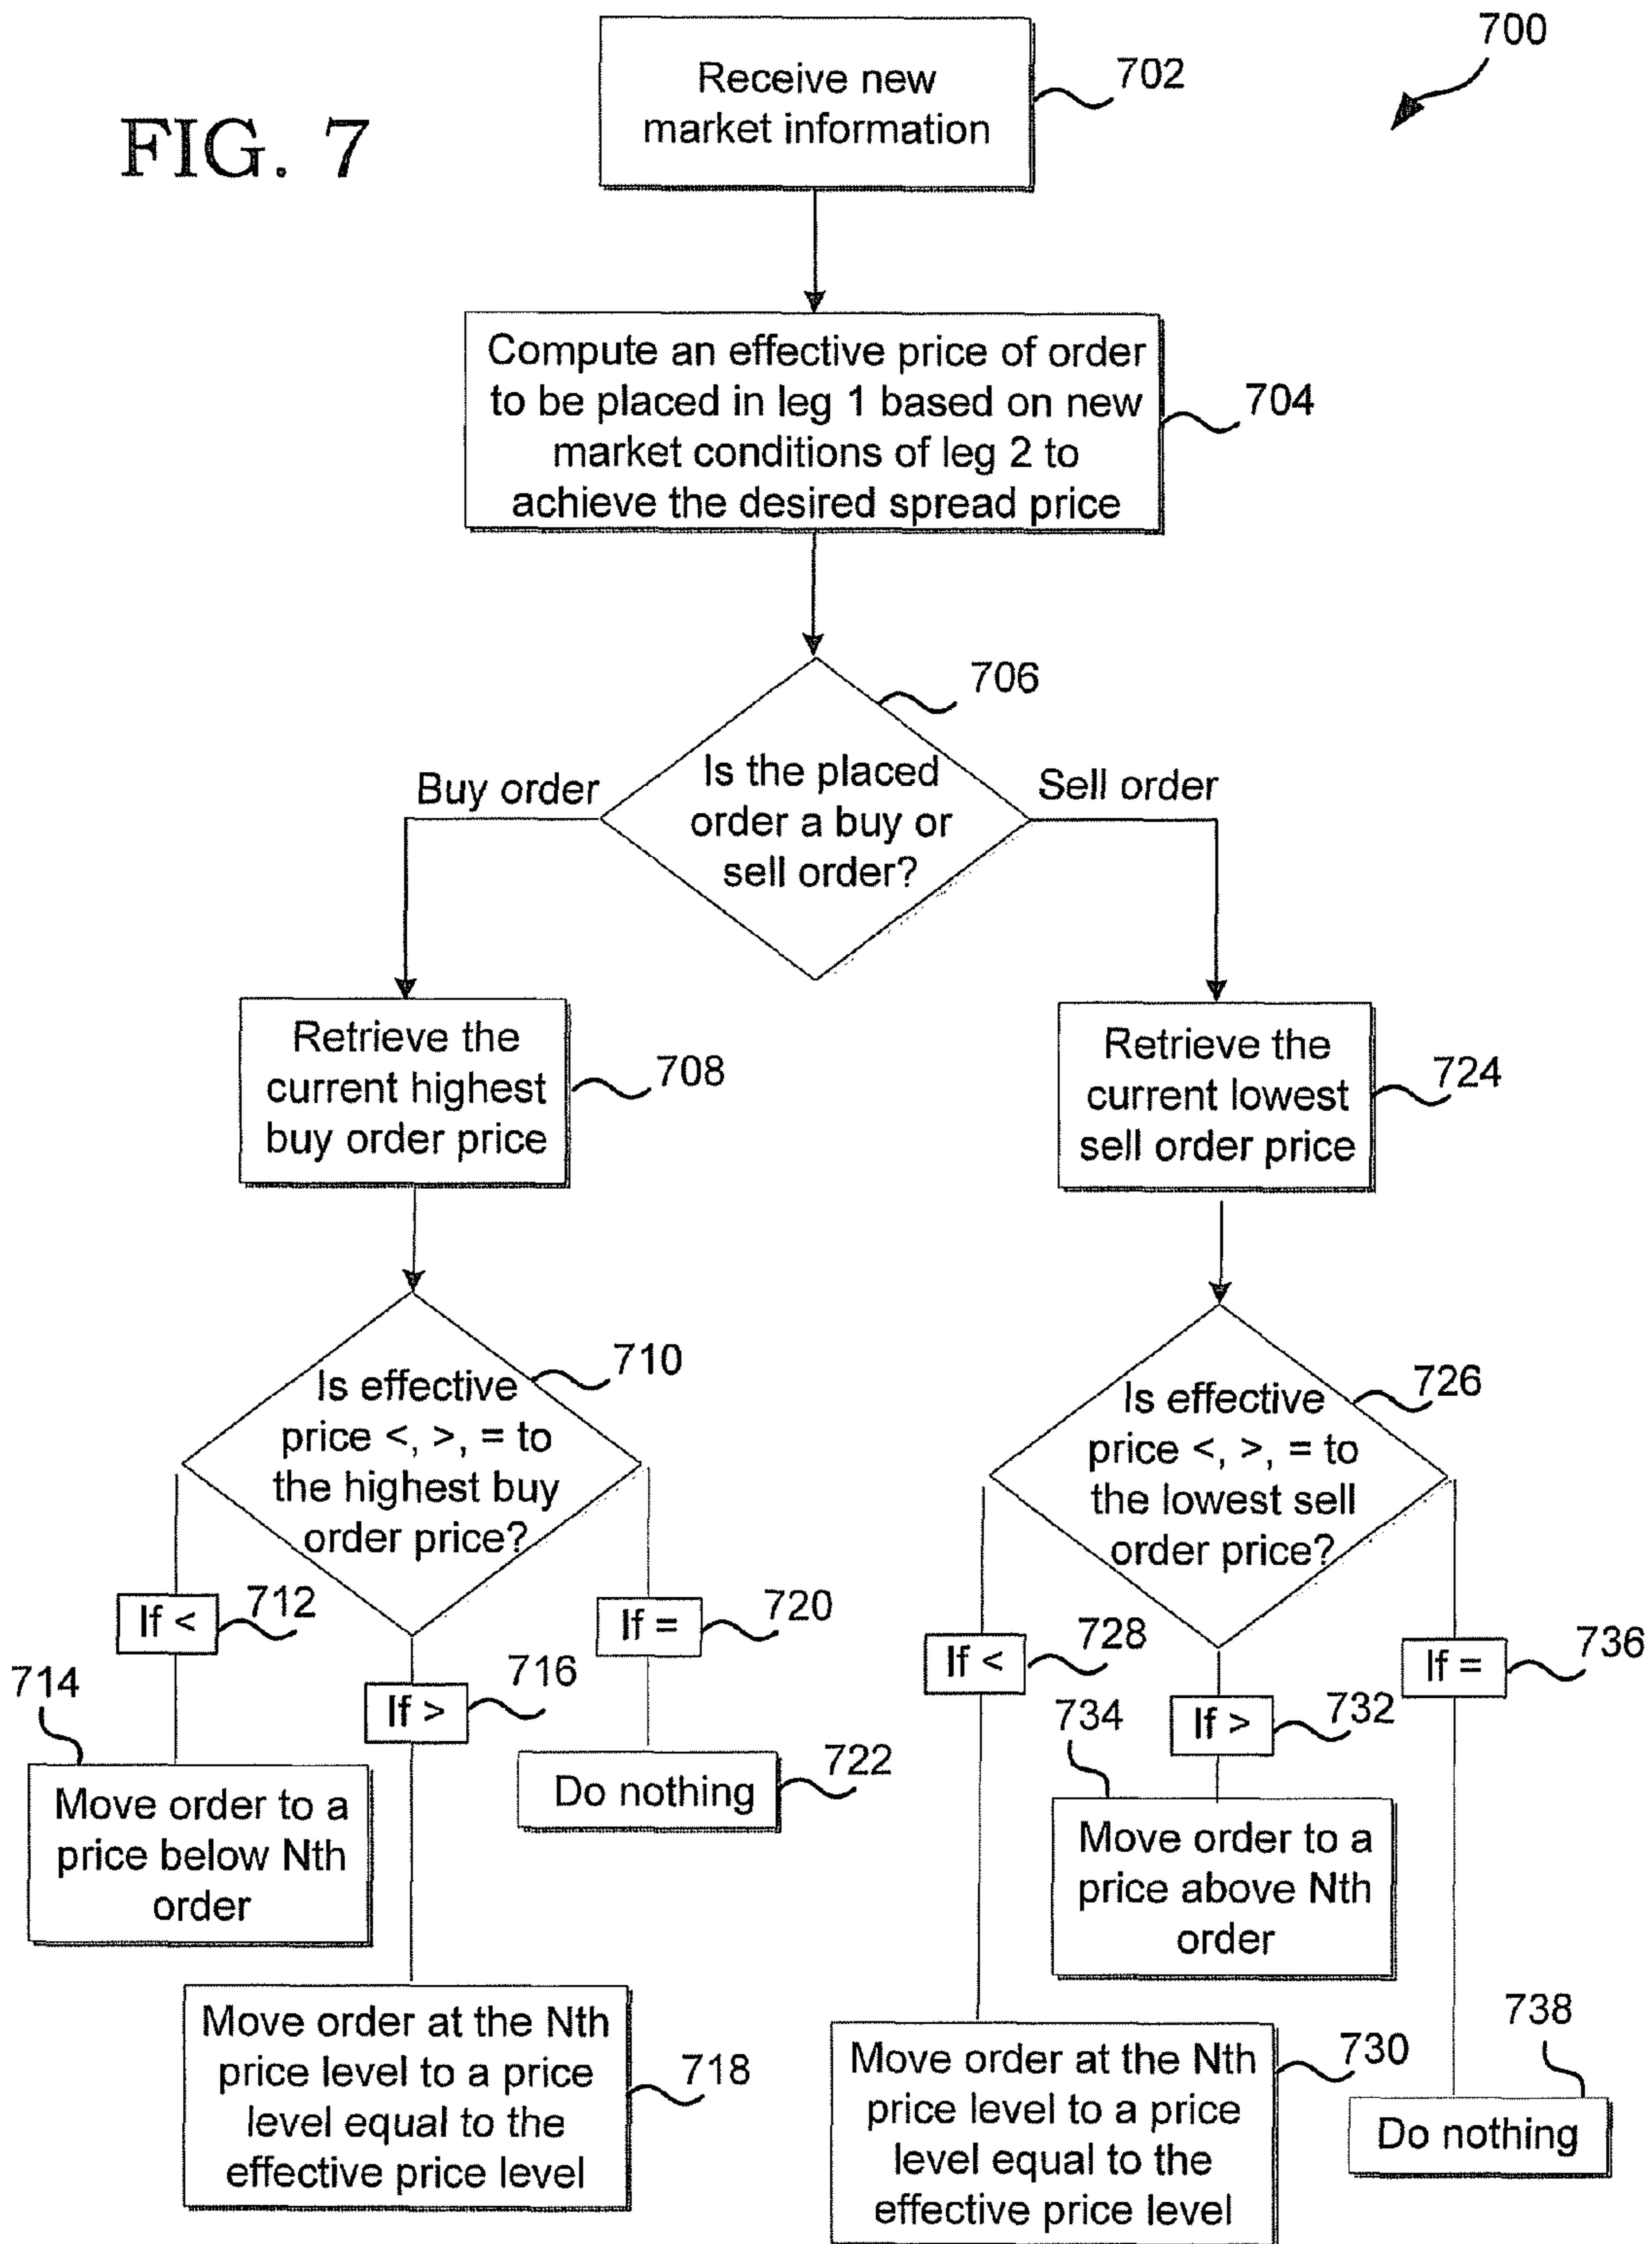 700
Receive new
market information
702
FIG. 7
Compute an effective price of order
to be placed in leg 1 based on new
market conditions of leg 2 to
achieve the desired spread price
704
706
Is the placed
order a buy or
sell order?
Buy order
Sell order
Retrieve the
current highest
buy order price
708
Retrieve the
current lowest
sell order price
724
Is effective
price <, >, = to
the highest buy
order price?
710
Is effective
price <, >, = to
the lowest sell
order price?
726
If <
712
If >
716
If =
720
If <
728
If >
732
If =
736
714
Move order to a
price below Nth
order
Do nothing
722
734
Move order to a
price above Nth
order
Move order at the Nth
price level to a price
level equal to the
effective price level
718
Move order at the Nth
price level to a price
level equal to the
effective price level
730
738
Do nothing